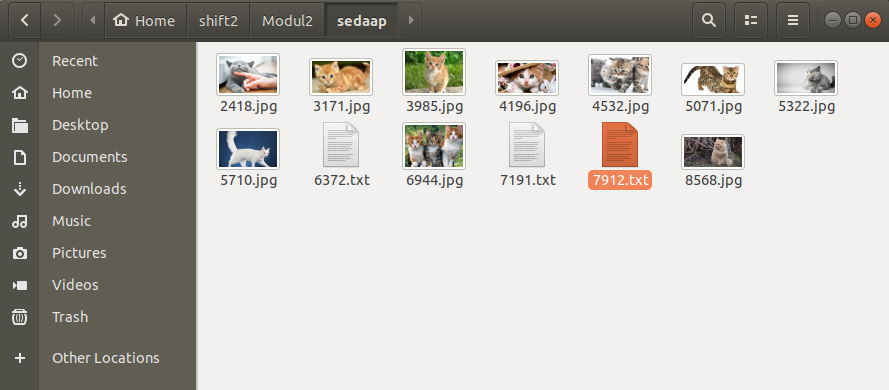 Home shift2 Modul2 sedaap
Recent
Home
Desktop
Documents
Downloads
Music
Pictures
Videos
Trash
Other Locations
2418.jpg 3171.jpg 3985.jpg 4196.jpg 4532.jpg 5071.jpg 5322.jpg
5710.jpg 6372.txt 6944.jpg 7191.txt 7912.txt 8568.jpg